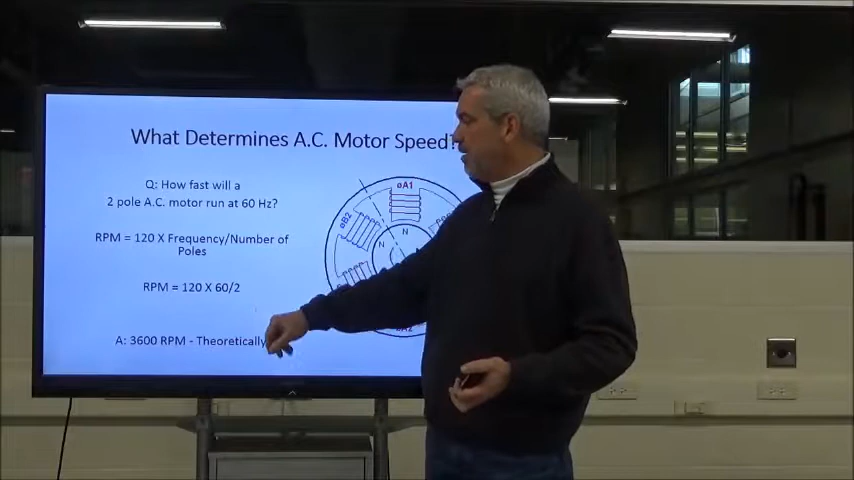 What Determines A.C. Motor Speed?
Q: How fast will a
2 pole A.C. motor run at 60 Hz?
RPM = 120 X Frequency/Number of
Poles
RPM = 120 X 60/2
A: 3600 RPM - Theoretically
øA1
øB2
N
N